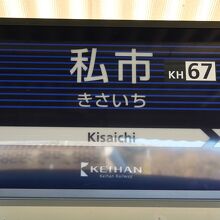 私市
KH 67
きさいち
Kisaichi
KEIHAN
Keihan Railway